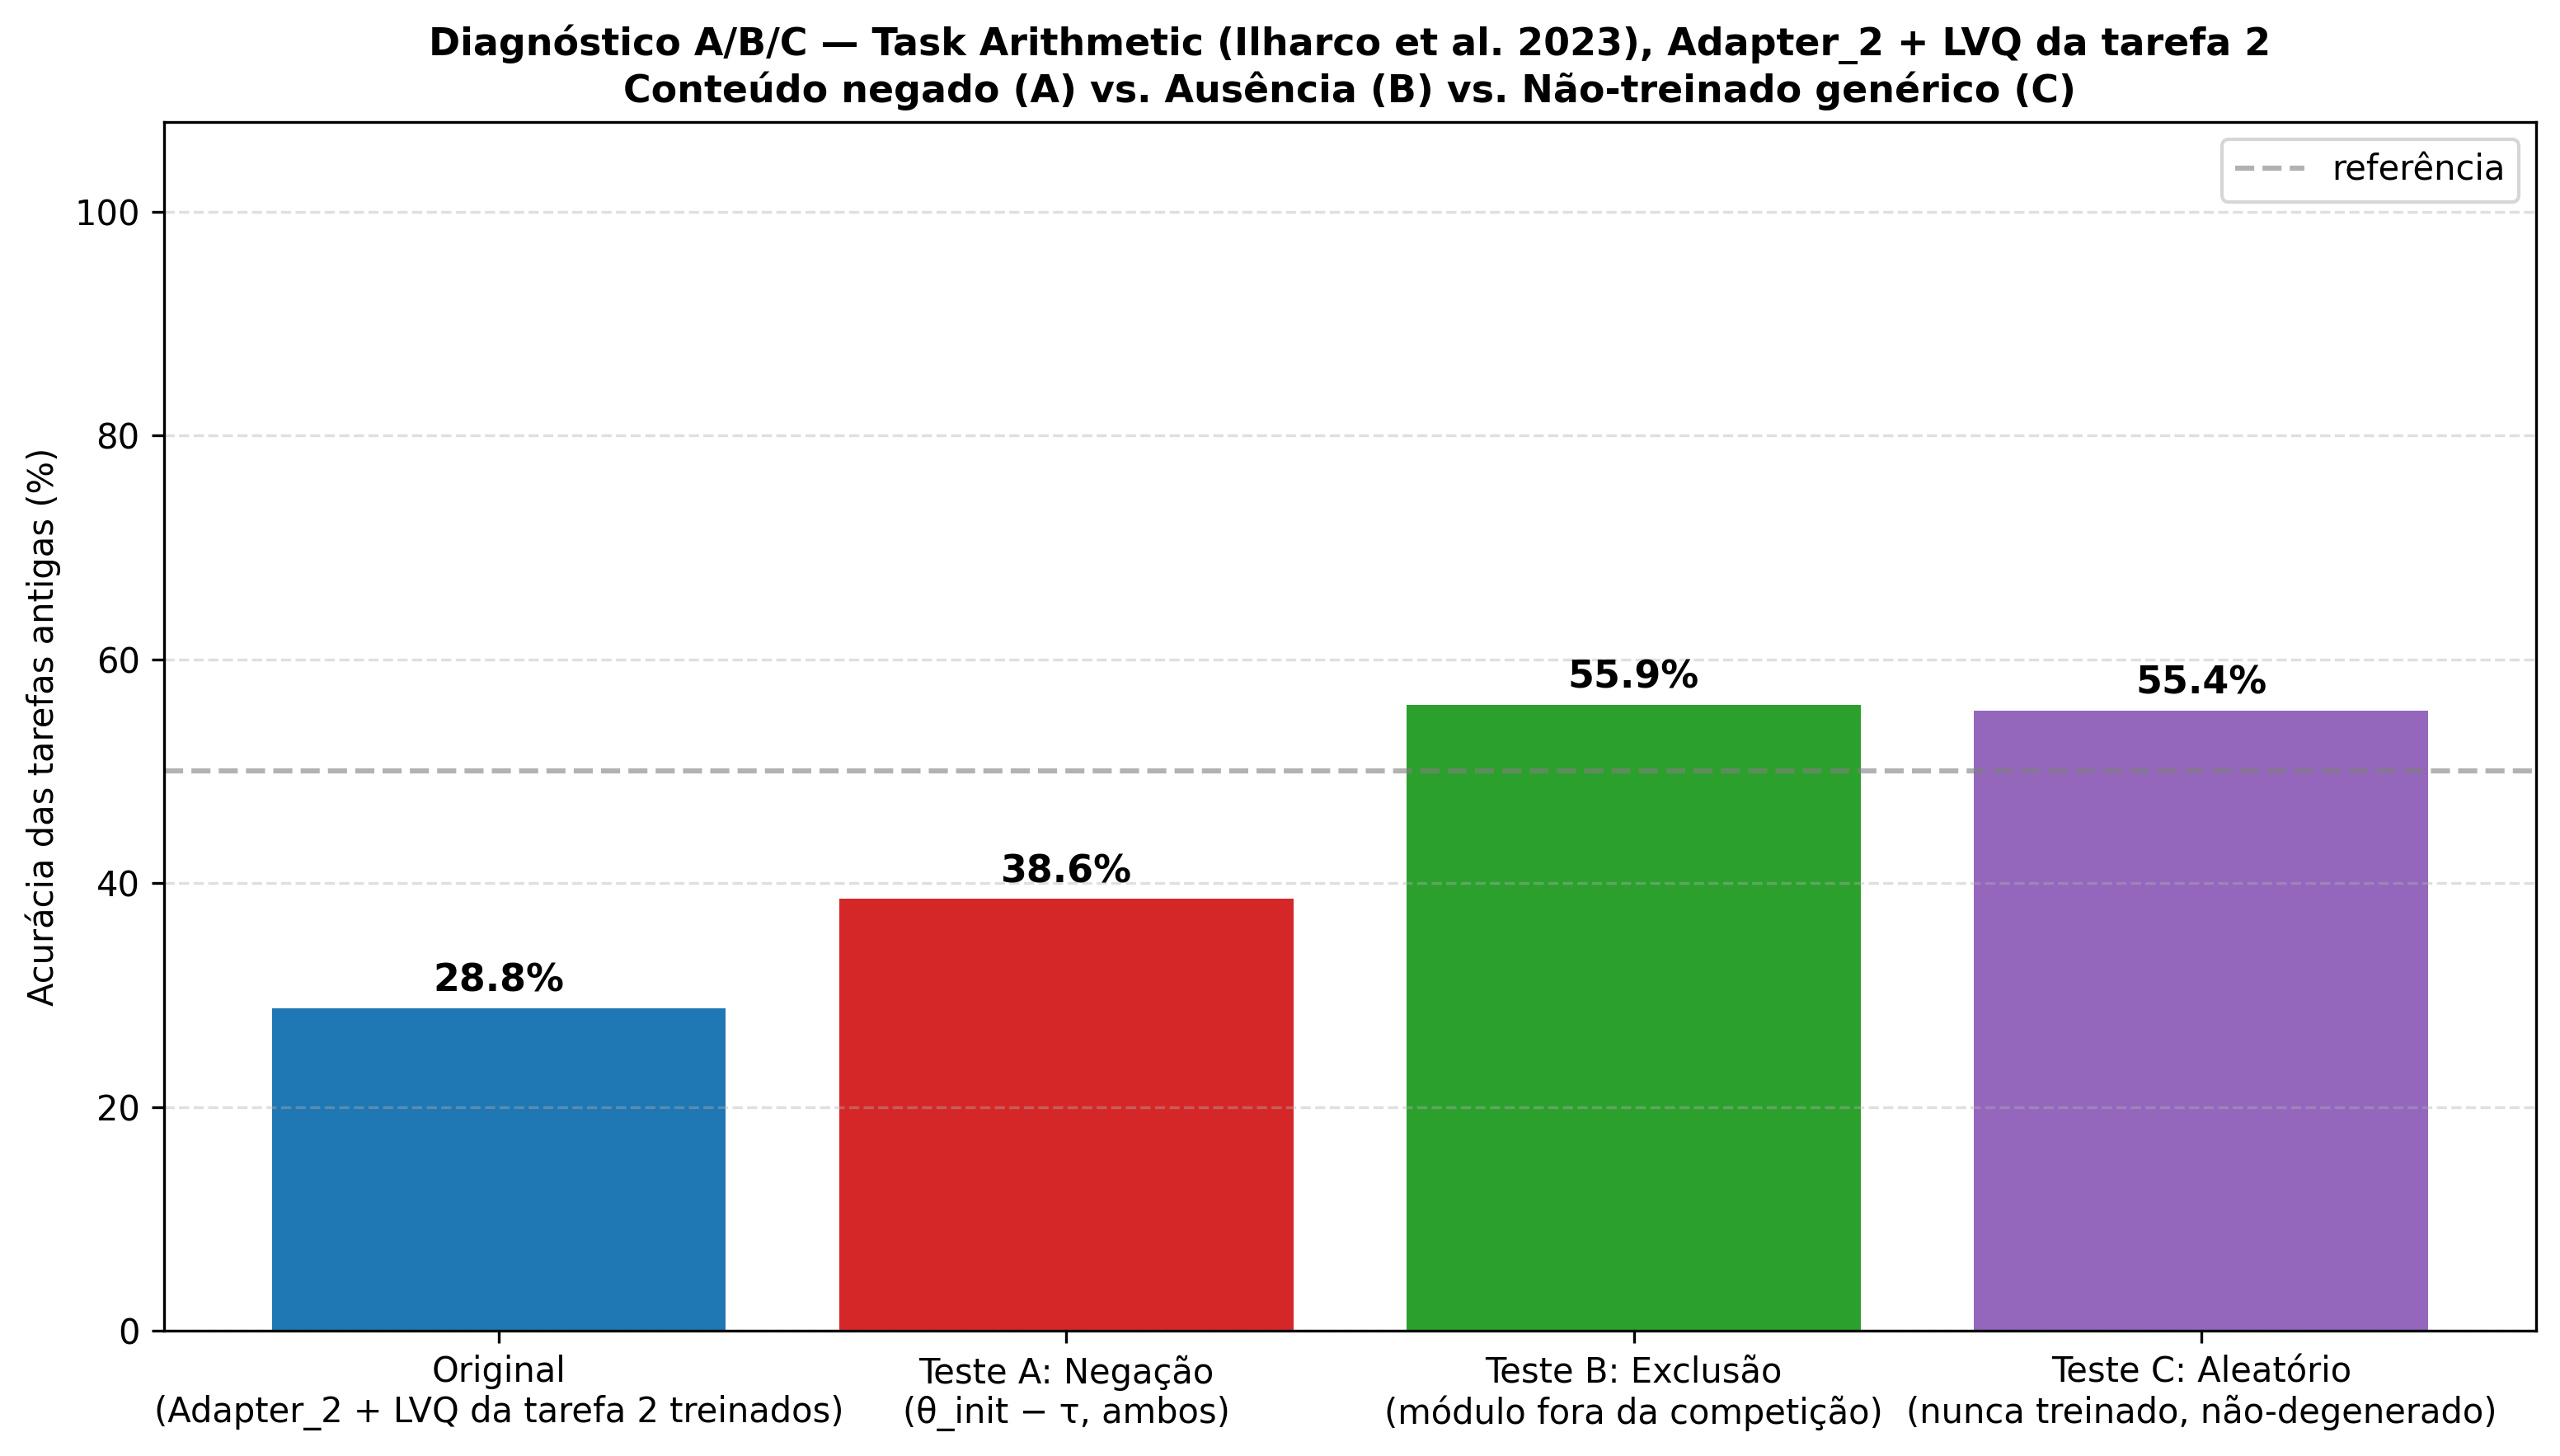 Diagnóstico A/B/C — Task Arithmetic (Ilharco et al. 2023), Adapter_2 + LVQ da tarefa 2
Conteúdo negado (A) vs. Ausência (B) vs. Não-treinado genérico (C)
referência
Acurácia das tarefas antigas (%)
100
80
60
40
20
0
28.8%
38.6%
55.9%
55.4%
Original
(Adapter_2 + LVQ da tarefa 2 treinados)
Teste A: Negação
(θ_init − τ, ambos)
Teste B: Exclusão
(módulo fora da competição)
Teste C: Aleatório
(nunca treinado, não-degenerado)